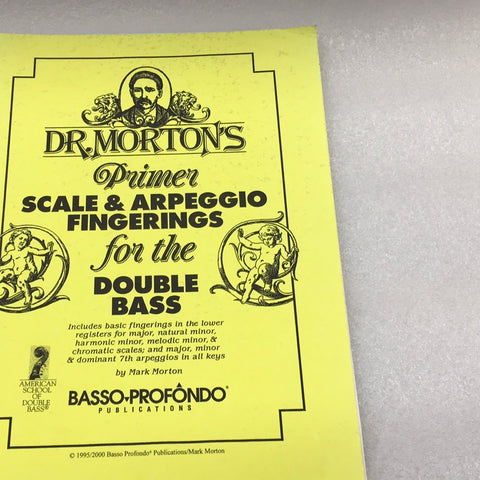 DR. MORTON'S
Primer
SCALE & ARPEGGIO
FINGERINGS
for the
DOUBLE
BASS
Includes basic fingerings in the lower
registers for major, natural minor,
harmonic minor, melodic minor, &
chromatic scales; and major, minor
& dominant 7th arpeggios in all keys
by Mark Morton
AMERICAN
SCHOOL
OF
DOUBLE
BASS®
BASSO•PROFÔNDO®
PUBLICATIONS
© 1995/2000 Basso Profondo® Publications/Mark Morton